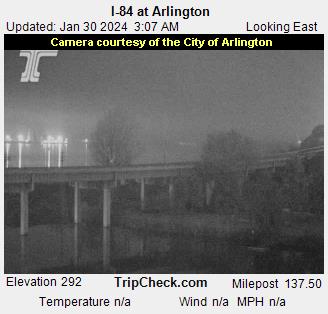 I-84 at Arlington
Updated: Jan 30 2024 3:07 AM Looking East
Camera courtesy of the City of Arlington
Elevation 292 TripCheck.com Milepost 137.50
Temperature n/a Wind n/a MPH n/a